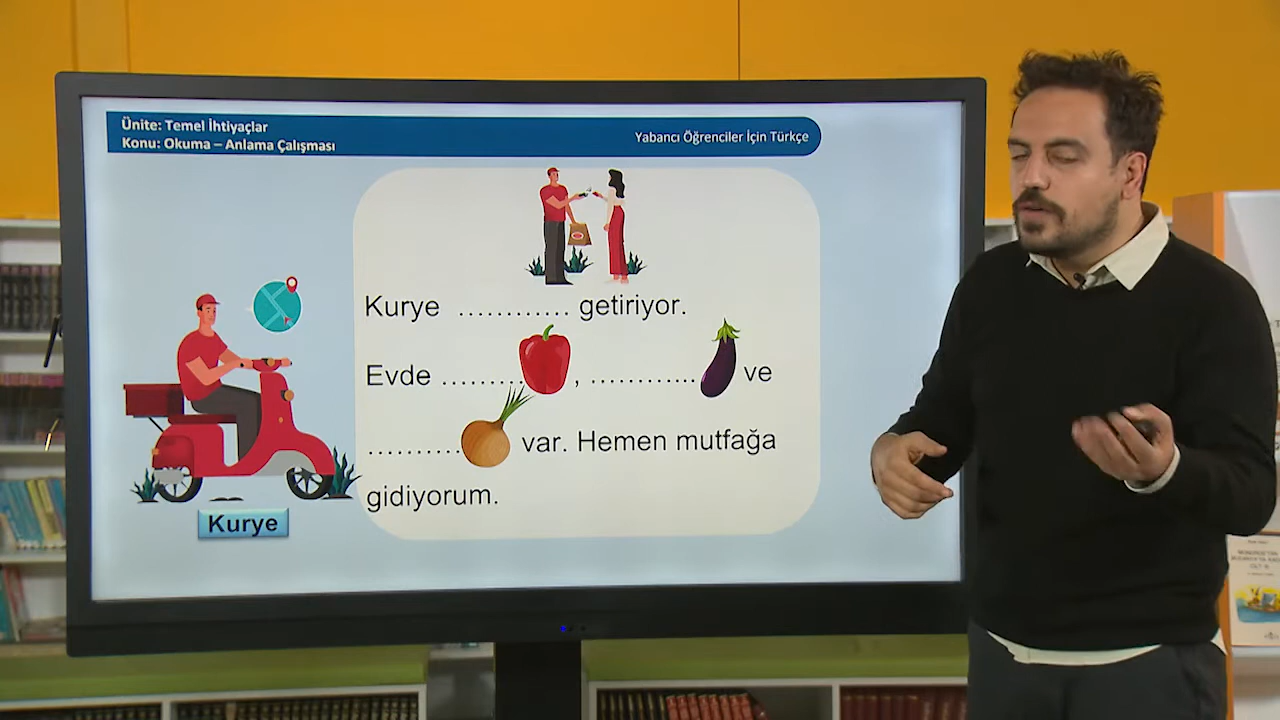 Ünite: Temel İhtiyaçlar
Konu: Okuma – Anlama Çalışması
Yabancı Öğrenciler İçin Türkçe
Kurye ............ getiriyor.
Evde ........., ............ ve
.......... var. Hemen mutfağa
gidiyorum.
Kurye